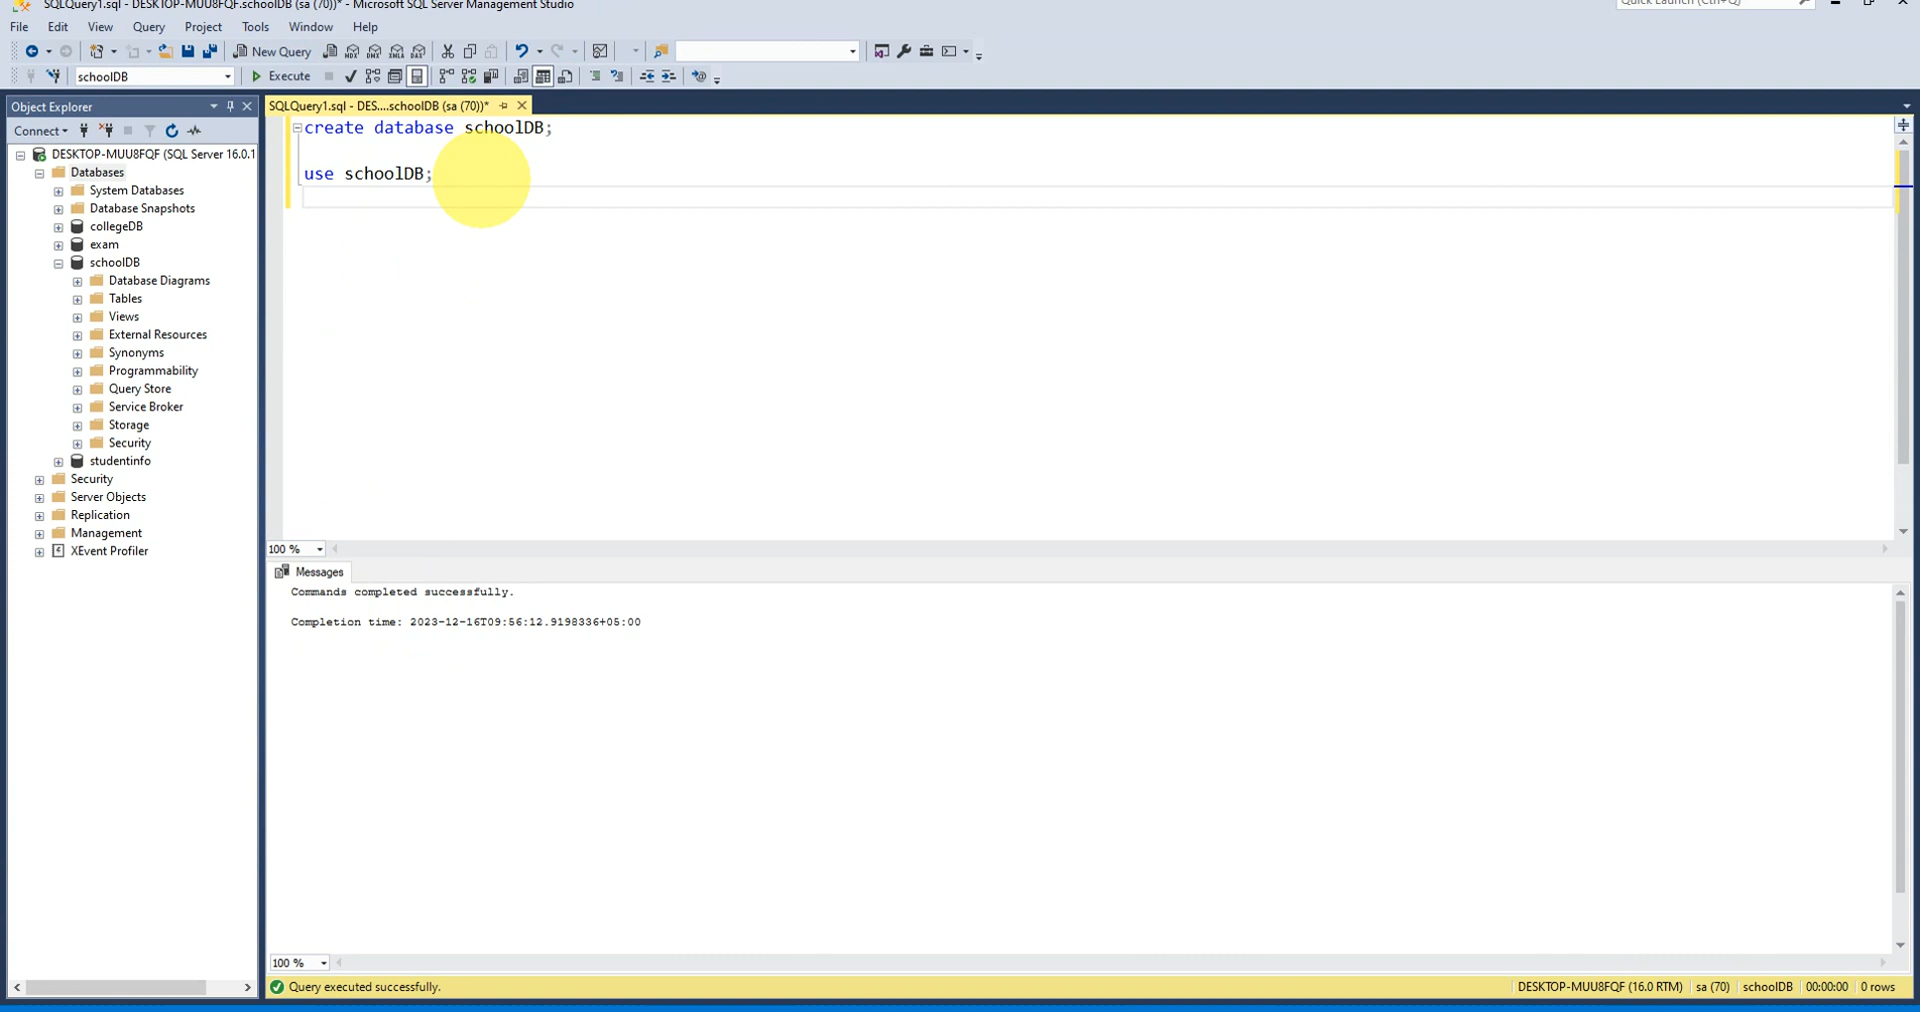 SQLQuery1.sql - DESKTOP-MUU8FQF.schoolDB (sa (70))* - Microsoft SQL Server Management Studio
Quick Launch (Ctrl+Q)
File Edit View Query Project Tools Window Help
New Query
schoolDB
Execute
Object Explorer
SQLQuery1.sql - DES....schoolDB (sa (70))*
Connect
DESKTOP-MUU8FQF (SQL Server 16.0.1
Databases
System Databases
Database Snapshots
collegeDB
exam
schoolDB
Database Diagrams
Tables
Views
External Resources
Synonyms
Programmability
Query Store
Service Broker
Storage
Security
studentinfo
Security
Server Objects
Replication
Management
XEvent Profiler
create database schoolDB;
use schoolDB;
100 %
Messages
Commands completed successfully.
Completion time: 2023-12-16T09:56:12.9198336+05:00
100 %
Query executed successfully.
DESKTOP-MUU8FQF (16.0 RTM) sa (70) schoolDB 00:00:00 0 rows